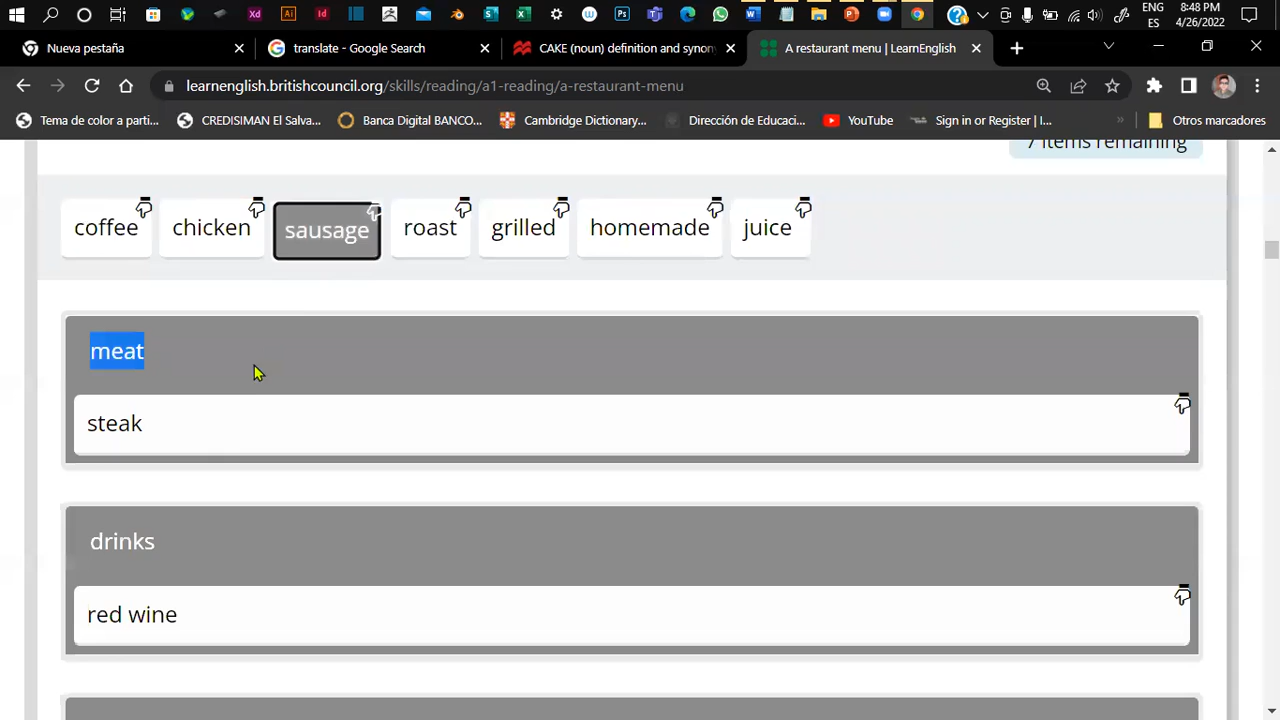 ENG 8:48 PM
ES 4/26/2022
Nueva pestaña
translate - Google Search
CAKE (noun) definition and synony
A restaurant menu | LearnEnglish
learnenglish.britishcouncil.org/skills/reading/a1-reading/a-restaurant-menu
Tema de color a parti...
CREDISIMAN El Salva...
Banca Digital BANCO...
Cambridge Dictionary...
Dirección de Educaci...
YouTube
Sign in or Register | I...
Otros marcadores
7 items remaining
coffee chicken sausage roast grilled homemade juice
meat
steak
drinks
red wine